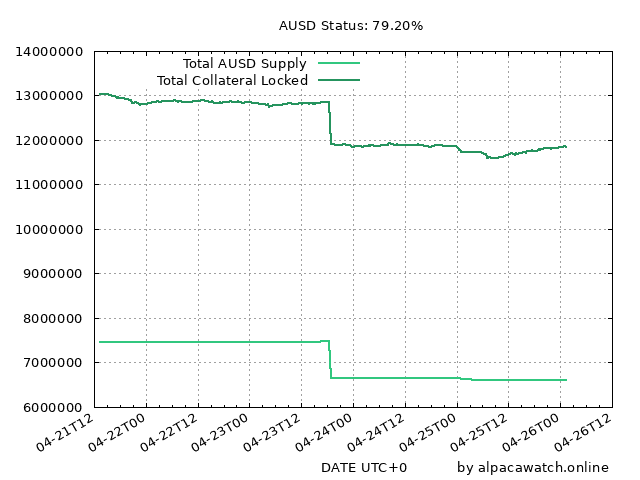 AUSD Status: 79.20%
Total AUSD Supply
Total Collateral Locked
14000000
13000000
12000000
11000000
10000000
9000000
8000000
7000000
6000000
04-21T12
04-22T00
04-22T12
04-23T00
04-23T12
04-24T00
04-24T12
04-25T00
04-25T12
04-26T00
04-26T12
DATE UTC+0
by alpacawatch.online